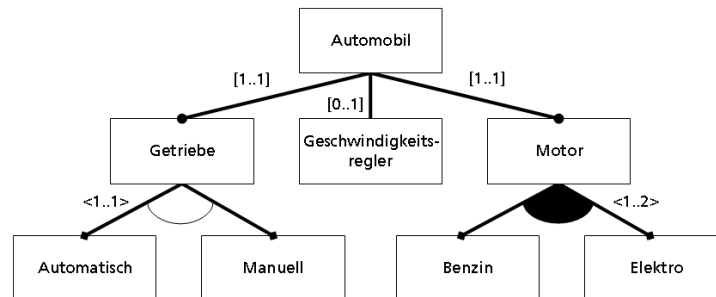 Automobil
[1..1]
[0..1]
[1..1]
Getriebe
Geschwindigkeits-
regler
Motor
<1..1>
<1..2>
Automatisch
Manuell
Benzin
Elektro